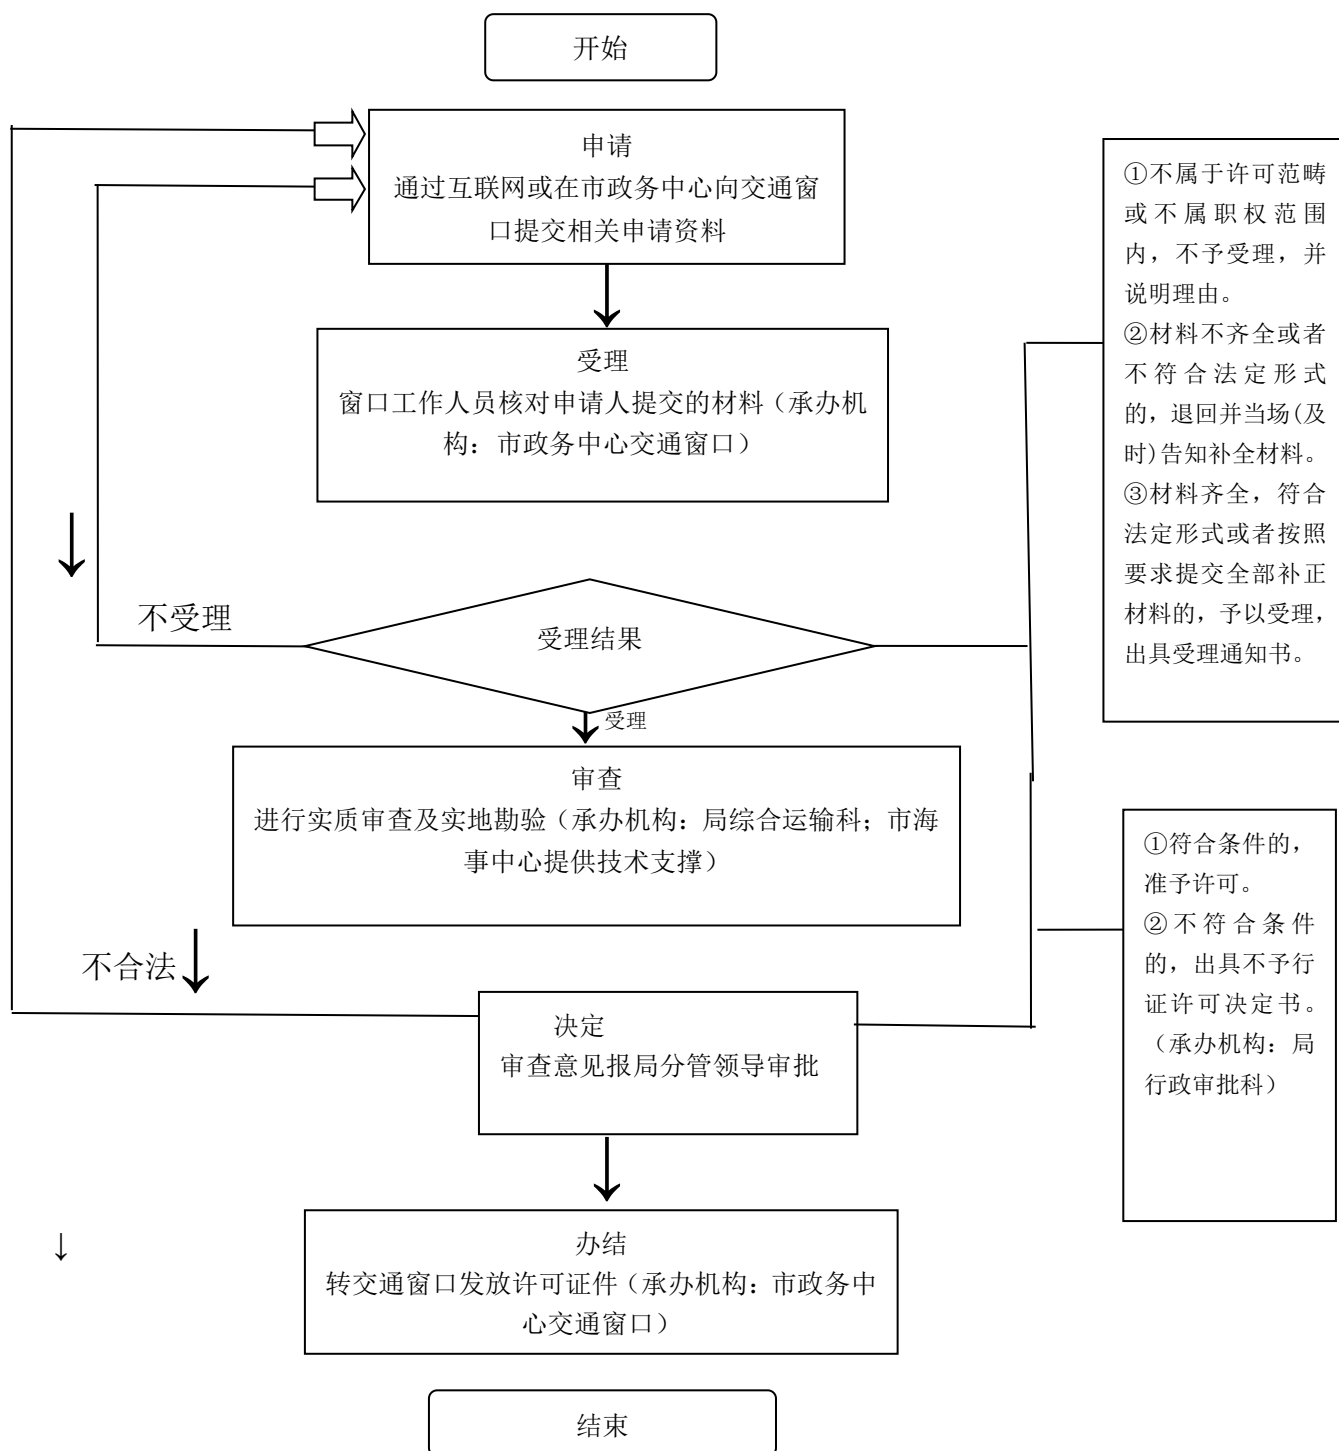 开始
申请
通过互联网或在市政务中心向交通窗
口提交相关申请资料
受理
窗口工作人员核对申请人提交的材料（承办机
构：市政务中心交通窗口）
①不属于许可范畴
或不属职权范围
内，不予受理，并
说明理由。
②材料不齐全或者
不符合法定形式
的，退回并当场(及
时)告知补全材料。
③材料齐全，符合
法定形式或者按照
要求提交全部补正
材料的，予以受理，
出具受理通知书。
↓
不受理
受理结果
受理
审查
进行实质审查及实地勘验（承办机构：局综合运输科；市海
事中心提供技术支撑）
不合法
决定
审查意见报局分管领导审批
①符合条件的，
准予许可。
②不符合条件
的，出具不予行
证许可决定书。
（承办机构：局
行政审批科）
↓
办结
转交通窗口发放许可证件（承办机构：市政务中
心交通窗口）
结束